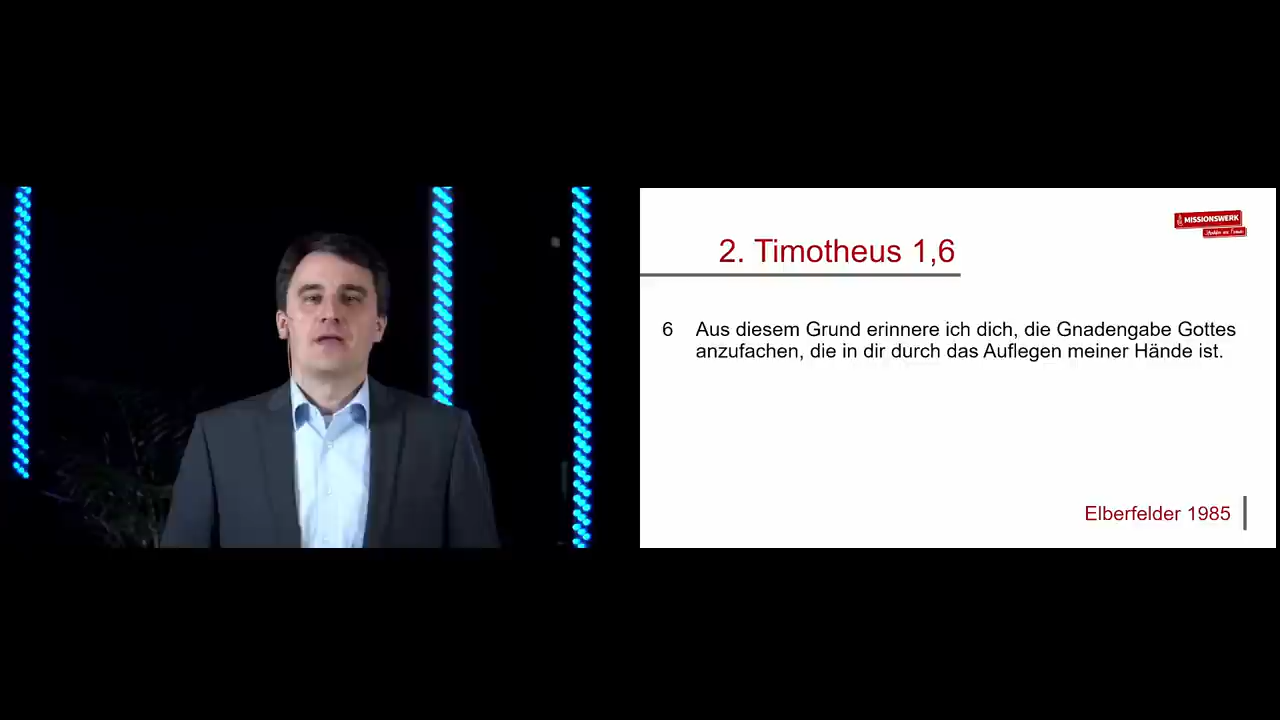 MISSIONSWERK
2. Timotheus 1,6
6 Aus diesem Grund erinnere ich dich, die Gnadengabe Gottes
anzufachen, die in dir durch das Auflegen meiner Hände ist.
Elberfelder 1985